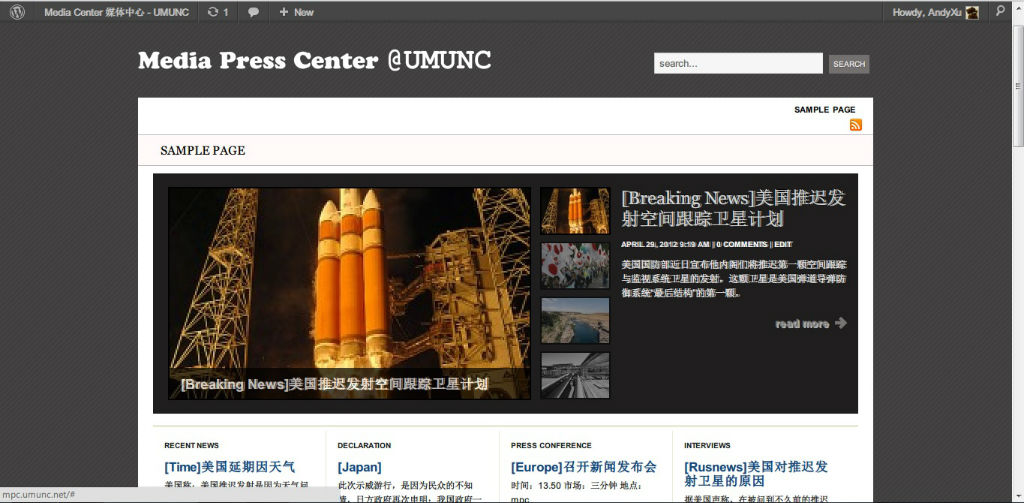 Media Center 媒体中心 - UMUNC
1
New
Howdy, AndyXu
Media Press Center @UMUNC
search...
SEARCH
SAMPLE PAGE
SAMPLE PAGE
[Breaking News]美国推迟发射空间跟踪卫星计划
[Breaking News]美国推迟发
射空间跟踪卫星计划
APRIL 29, 2012 9:19 AM | 0 COMMENTS | EDIT
美国国防部近日宣布他内阁们将推迟第一颗空间跟踪
与监视系统卫星的发射。这颗卫星是美国弹道导弹防
御系统“最后结构”的第一颗。
read more
RECENT NEWS
[Time]美国延期因天气
美国称：美国推迟发射是因为天气问
DECLARATION
[Japan]
此次示威游行，是因为民众的不知
情，日方政府再次申明：我国政府一
PRESS CONFERENCE
[Europe]召开新闻发布会
时间：13.50 市场：三分钟 地点：
mpc
INTERVIEWS
[Rusnews]美国对推迟发
射卫星的原因
据美国声称，在被问到不久前的推迟
mpc.umunc.net/#